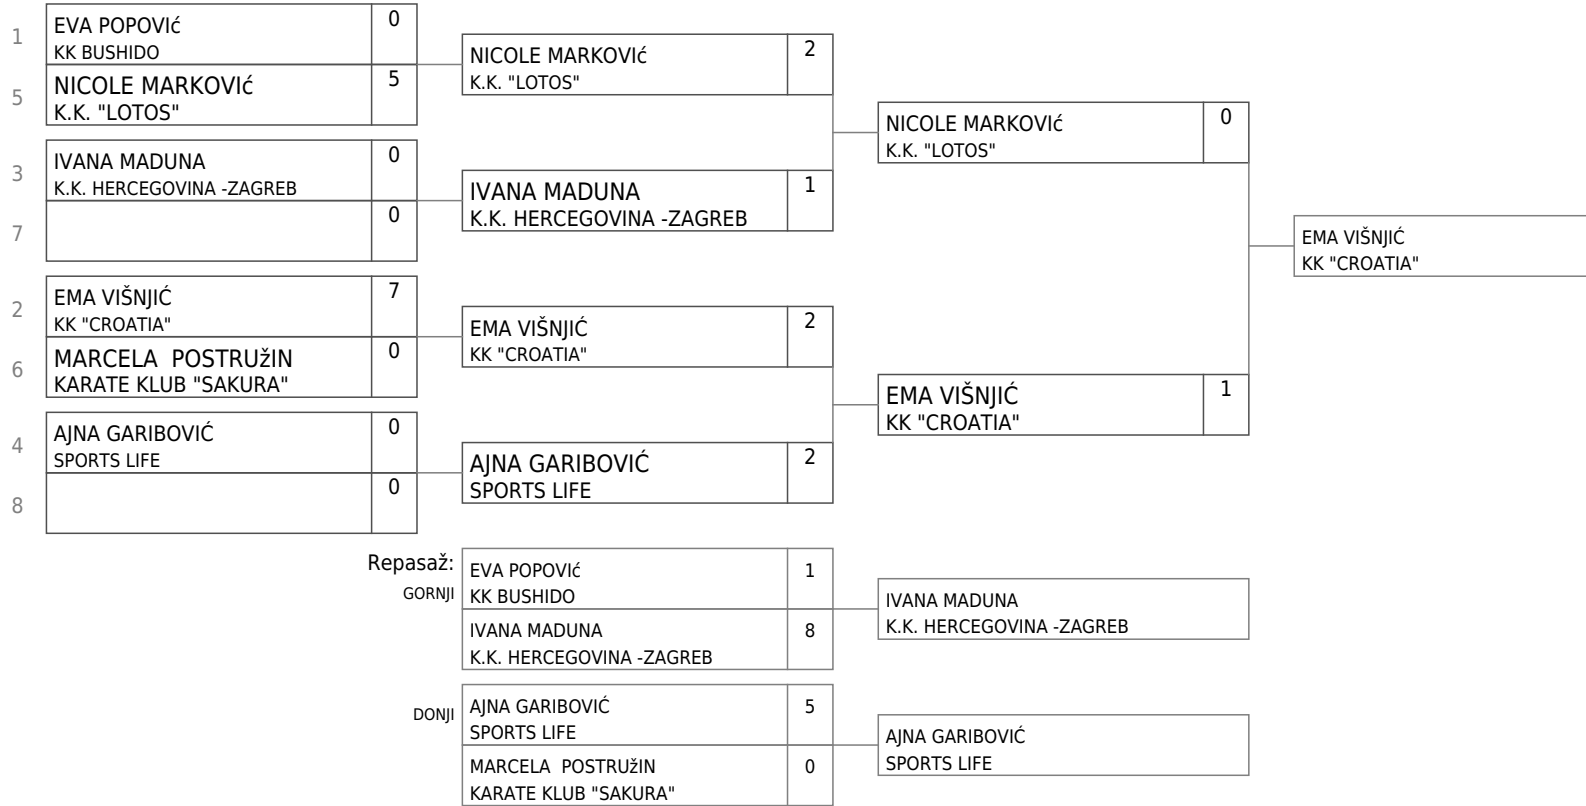 1
EVA POPOVIć
KK BUSHIDO
0
5
NICOLE MARKOVIć
K.K. "LOTOS"
5
3
IVANA MADUNA
K.K. HERCEGOVINA -ZAGREB
0
7
0
2
EMA VIŠNJIĆ
KK "CROATIA"
7
6
MARCELA  POSTRUžIN
KARATE KLUB "SAKURA"
0
4
AJNA GARIBOVIĆ
SPORTS LIFE
0
8
0
NICOLE MARKOVIć
K.K. "LOTOS"
2
IVANA MADUNA
K.K. HERCEGOVINA -ZAGREB
1
EMA VIŠNJIĆ
KK "CROATIA"
2
AJNA GARIBOVIĆ
SPORTS LIFE
2
NICOLE MARKOVIć
K.K. "LOTOS"
0
EMA VIŠNJIĆ
KK "CROATIA"
1
EMA VIŠNJIĆ
KK "CROATIA"
Repasaž:
GORNJI
EVA POPOVIć
KK BUSHIDO
1
IVANA MADUNA
K.K. HERCEGOVINA -ZAGREB
8
IVANA MADUNA
K.K. HERCEGOVINA -ZAGREB
DONJI
AJNA GARIBOVIĆ
SPORTS LIFE
5
MARCELA  POSTRUžIN
KARATE KLUB "SAKURA"
0
AJNA GARIBOVIĆ
SPORTS LIFE